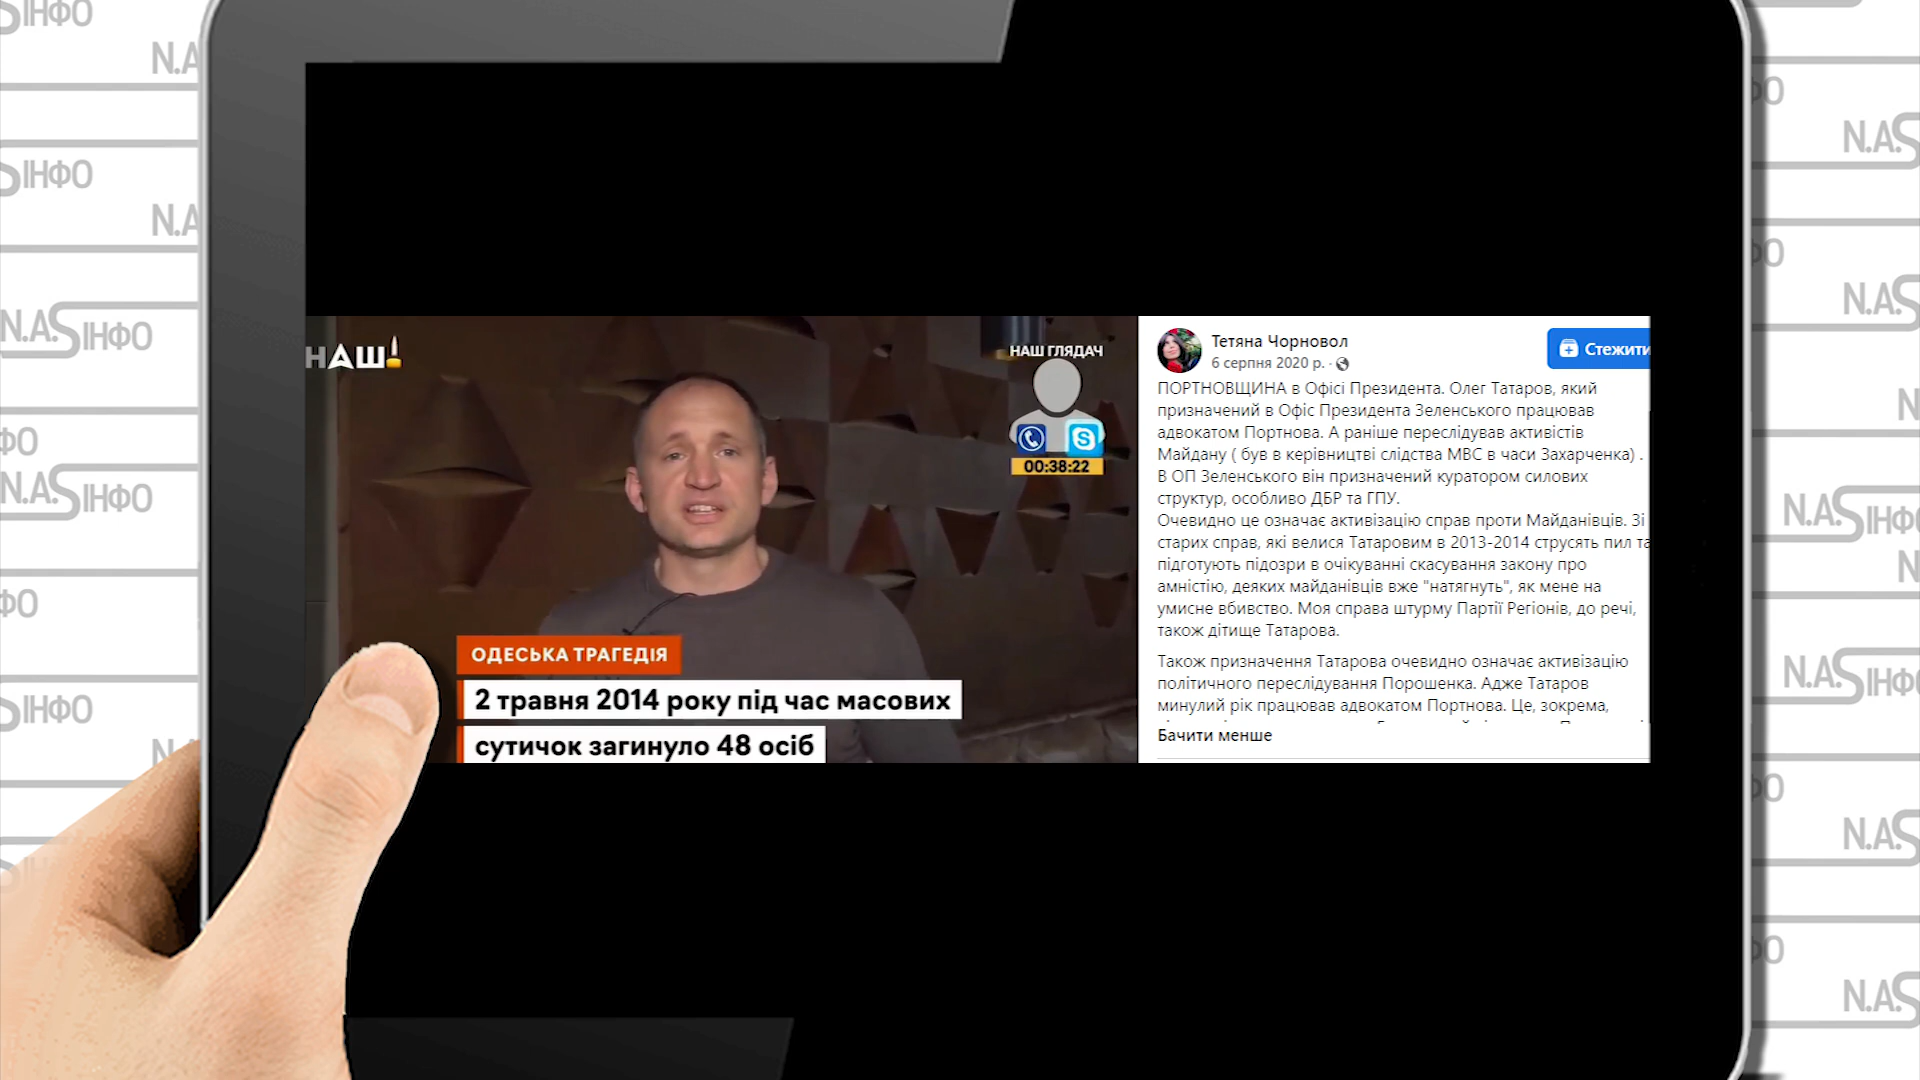 НАШ
НАШ ГЛЯДАЧ
00:38:22
ОДЕСЬКА ТРАГЕДІЯ
2 травня 2014 року під час масових
сутичок загинуло 48 осіб
Тетяна Чорновол
6 серпня 2020 р. ·
Стежити
ПОРТНОВЩИНА в Офісі Президента. Олег Татаров, який
призначений в Офіс Президента Зеленського працював
адвокатом Портнова. А раніше переслідував активістів
Майдану ( був в керівництві слідства МВС в часи Захарченка) .
В ОП Зеленського він призначений куратором силових
структур, особливо ДБР та ГПУ.
Очевидно це означає активізацію справ проти Майданівців. Зі
старих справ, які велися Татаровим в 2013-2014 струсять пил та
підготують підозри в очікуванні скасування закону про
амністію, деяких майданівців вже "натягнуть", як мене на
умисне вбивство. Моя справа штурму Партії Регіонів, до речі,
також дітище Татарова.
Також призначення Татарова очевидно означає активізацію
політичного переслідування Порошенка. Адже Татаров
минулий рік працював адвокатом Портнова. Це, зокрема,
Бачити менше
N.A.SІНФО
N.A.SІНФО
N.A.SІНФО
N.A.SІНФО